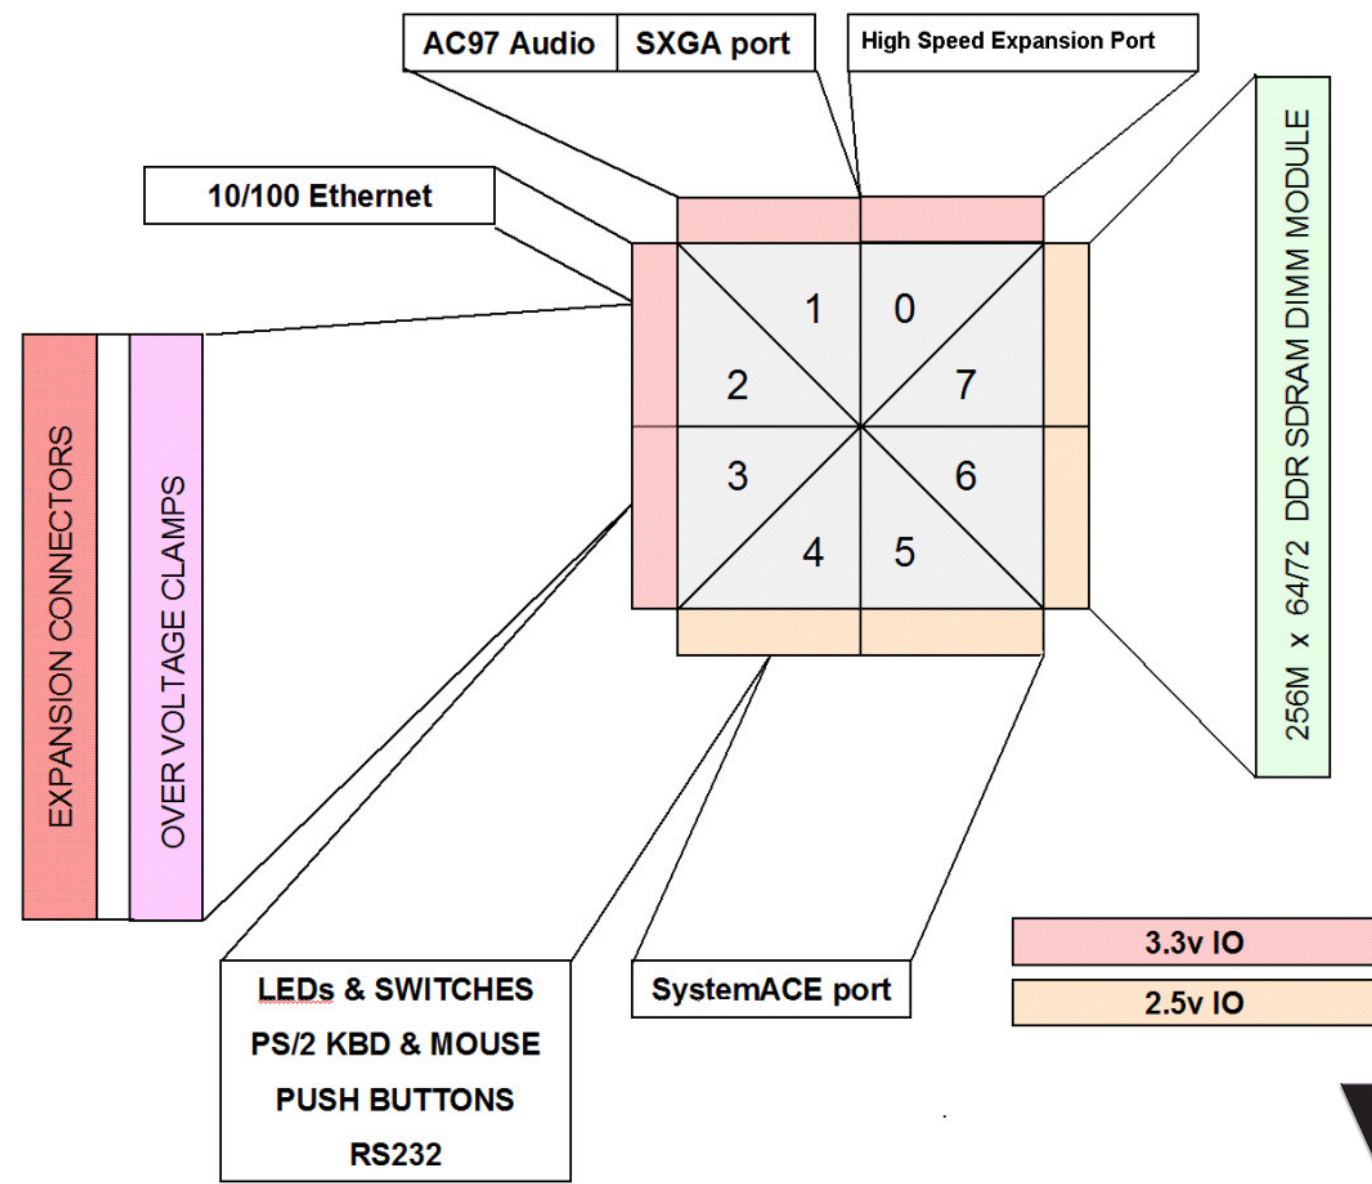 AC97 Audio
SXGA port
High Speed Expansion Port
10/100 Ethernet
1
0
2
7
3
6
4
5
EXPANSION CONNECTORS
OVER VOLTAGE CLAMPS
256M x 64/72 DDR SDRAM DIMM MODULE
LEDs & SWITCHES
PS/2 KBD & MOUSE
PUSH BUTTONS
RS232
SystemACE port
3.3v IO
2.5v IO